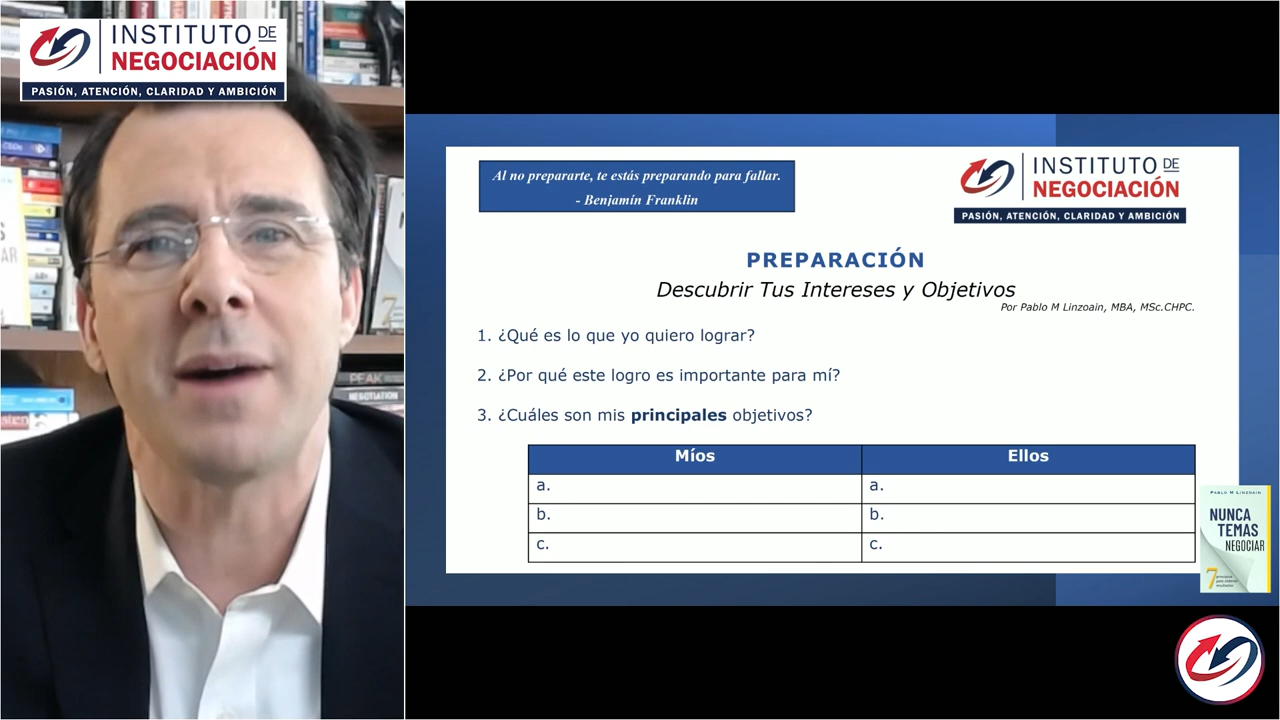 INSTITUTO DE
NEGOCIACIÓN
PASIÓN, ATENCIÓN, CLARIDAD Y AMBICIÓN
PEAK
NEGOTIATION
Al no prepararte, te estás preparando para fallar.
- Benjamín Franklin
INSTITUTO DE
NEGOCIACIÓN
PASIÓN, ATENCIÓN, CLARIDAD Y AMBICIÓN
PREPARACIÓN
Descubrir Tus Intereses y Objetivos
Por Pablo M Linzoain, MBA, MSc.CHPC.
1. ¿Qué es lo que yo quiero lograr?
2. ¿Por qué este logro es importante para mí?
3. ¿Cuáles son mis principales objetivos?
Míos Ellos
a. a.
b. b.
c. c.
PABLO M LINZOAIN
NUNCA
TEMAS
NEGOCIAR
7